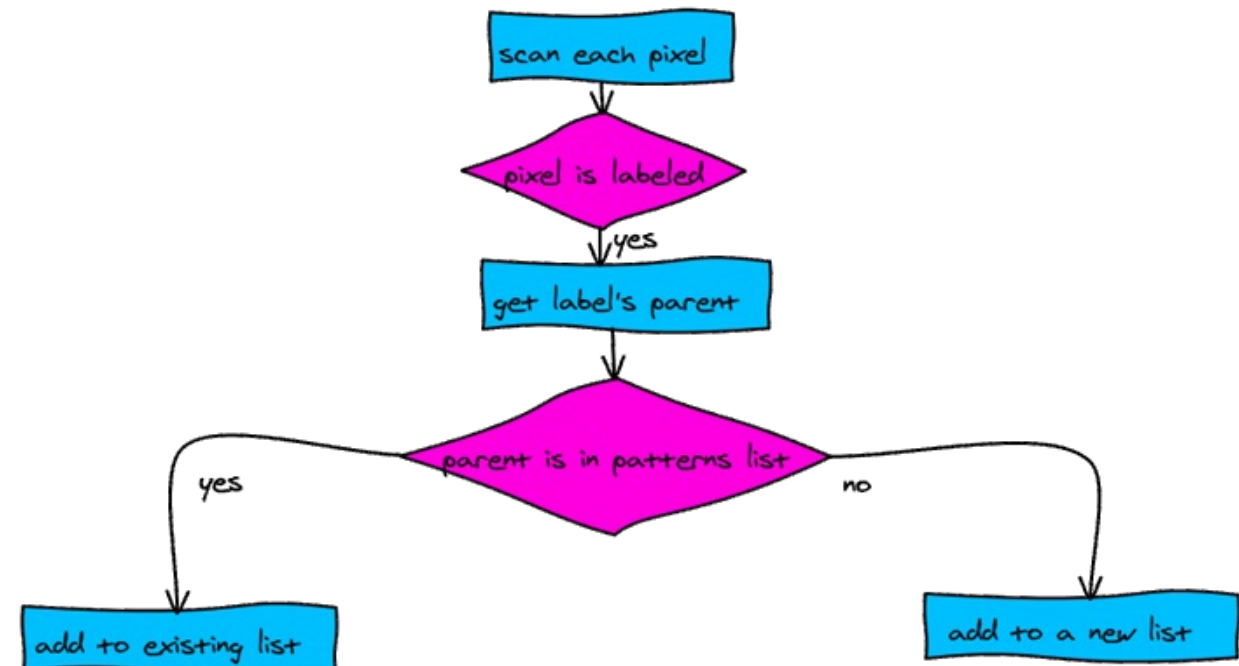 scan each pixel
pixel is labeled
yes
get label's parent
parent is in patterns list
yes
no
add to existing list
add to a new list